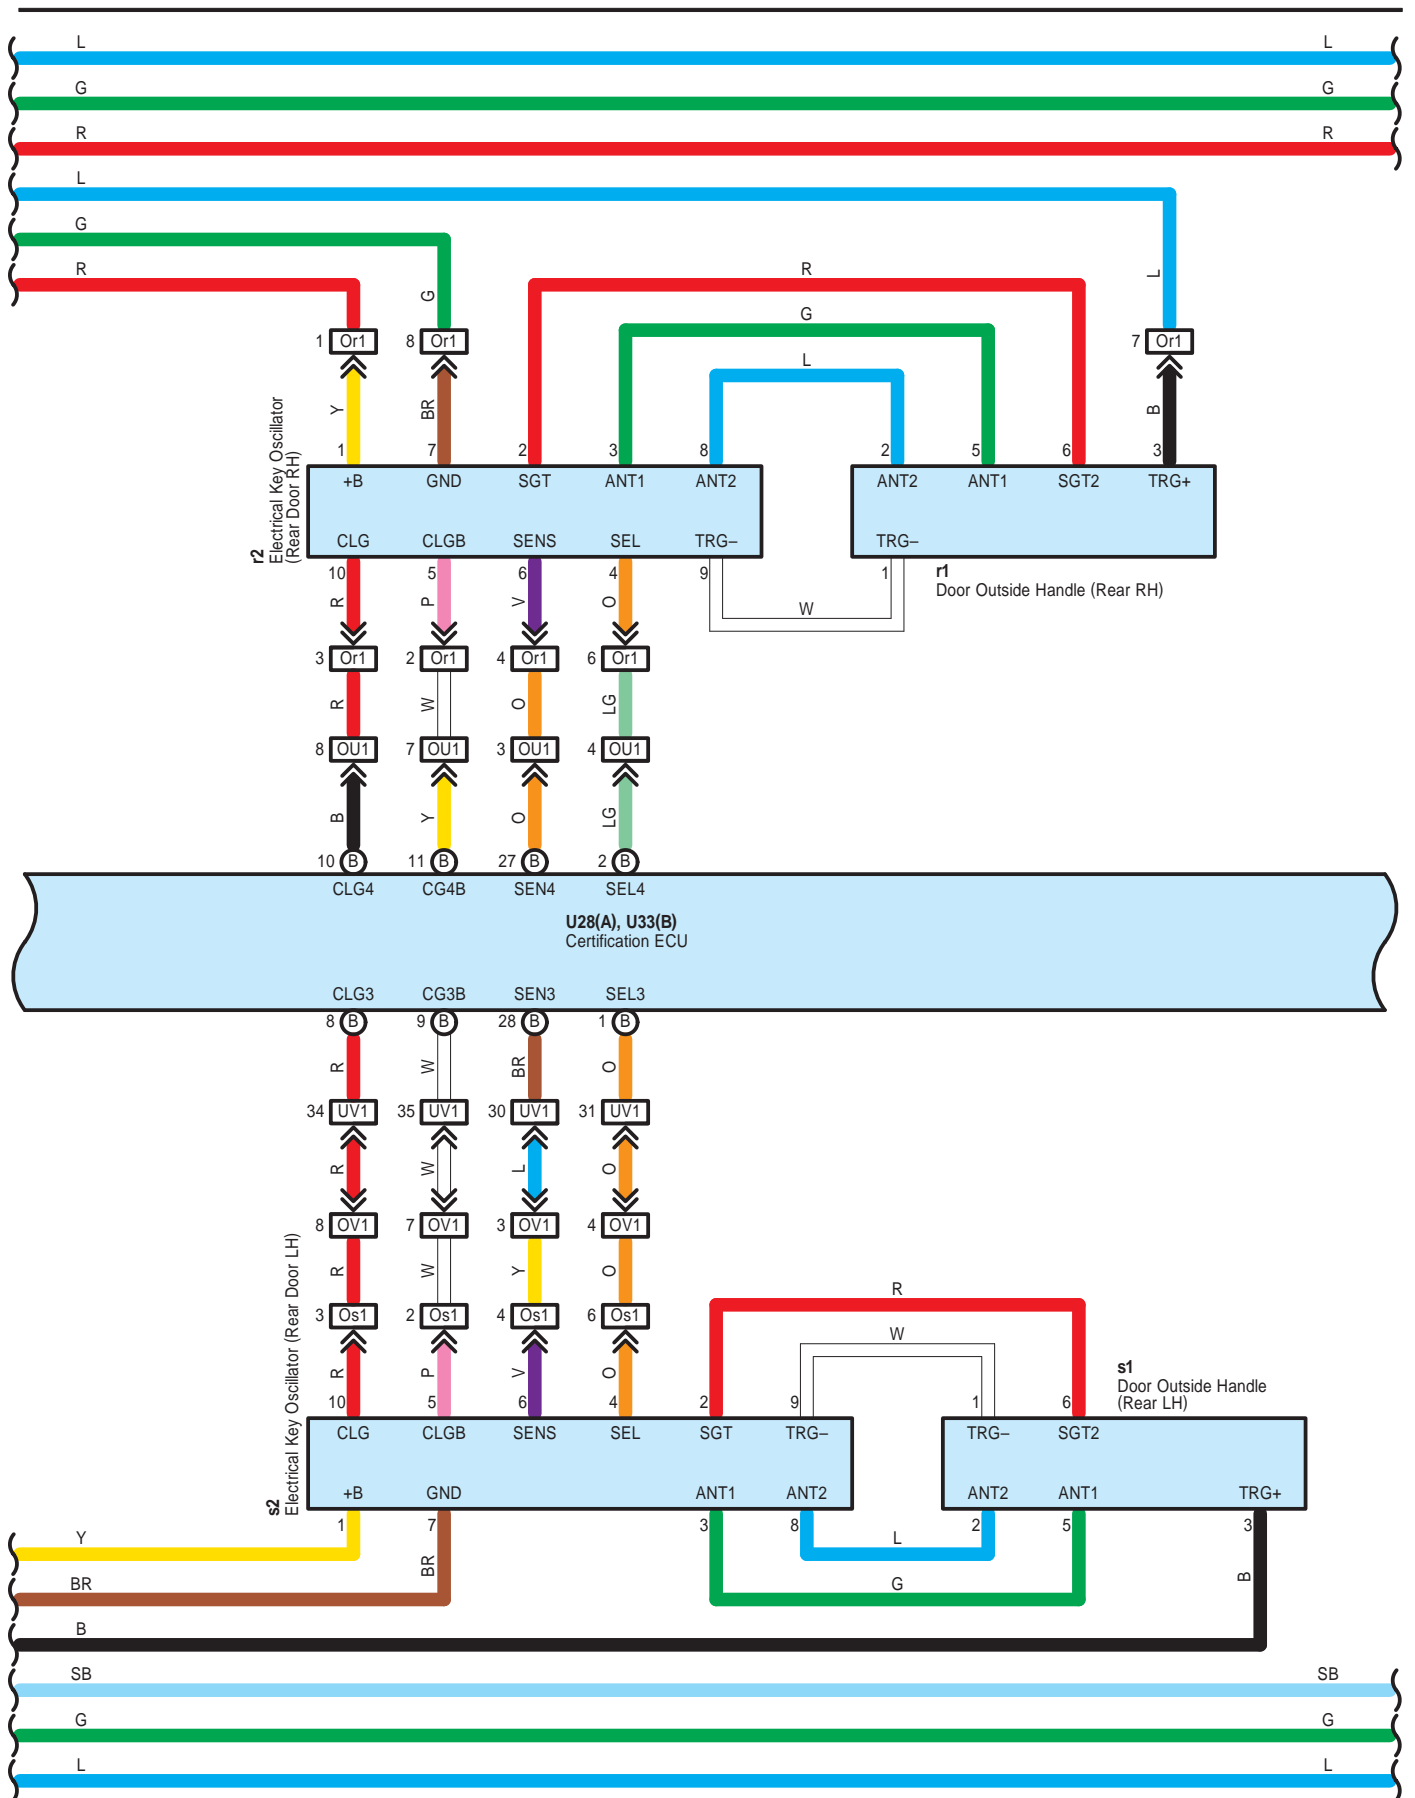 L L
G G
R R
L
G
R
R
G
L
G
L
1 Or1 8 Or1 7 Or1
Y BR B
r2
Electrical Key Oscillator
(Rear Door RH)
1 7 2 3 8 2 5 6 3
+B GND SGT ANT1 ANT2 ANT2 ANT1 SGT2 TRG+
CLG CLGB SENS SEL TRG– TRG–
10 5 6 4 9 1
r1
Door Outside Handle (Rear RH)
R P V O W
3 Or1 2 Or1 4 Or1 6 Or1
R W O LG
8 OU1 7 OU1 3 OU1 4 OU1
B Y O LG
10 B 11 B 27 B 2 B
CLG4 CG4B SEN4 SEL4
U28(A), U33(B)
Certification ECU
CLG3 CG3B SEN3 SEL3
8 B 9 B 28 B 1 B
R W BR O
34 UV1 35 UV1 30 UV1 31 UV1
R W L O
8 OV1 7 OV1 3 OV1 4 OV1
R W Y O
3 Os1 2 Os1 4 Os1 6 Os1
R P V O
R
W
s1
Door Outside Handle
(Rear LH)
s2
Electrical Key Oscillator (Rear Door LH)
10 5 6 4 2 9 1 6
CLG CLGB SENS SEL SGT TRG– TRG– SGT2
+B GND ANT1 ANT2 ANT2 ANT1 TRG+
1 7 3 8 2 5 3
Y L
BR BR G B
B
SB SB
G G
L L